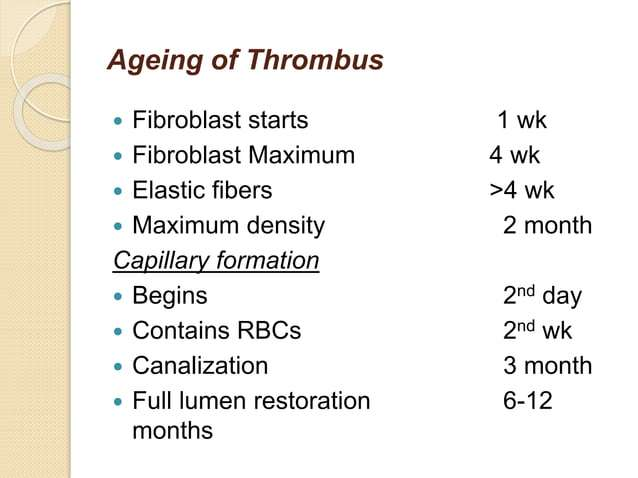 Ageing of Thrombus
• Fibroblast starts 1 wk
• Fibroblast Maximum 4 wk
• Elastic fibers >4 wk
• Maximum density 2 month
Capillary formation
• Begins 2nd day
• Contains RBCs 2nd wk
• Canalization 3 month
• Full lumen restoration 6-12
months